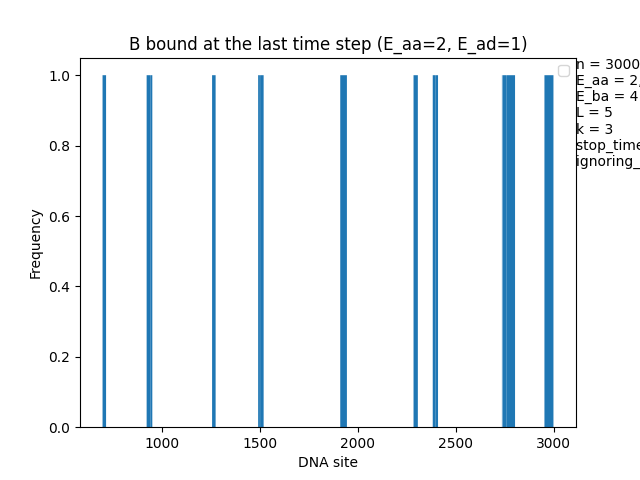 B bound at the last time step (E_aa=2, E_ad=1)
n = 3000
E_aa = 2,
E_ba = 4
L = 5
k = 3
stop_time
ignoring_
Frequency
1.0
0.8
0.6
0.4
0.2
0.0
1000 1500 2000 2500 3000
DNA site